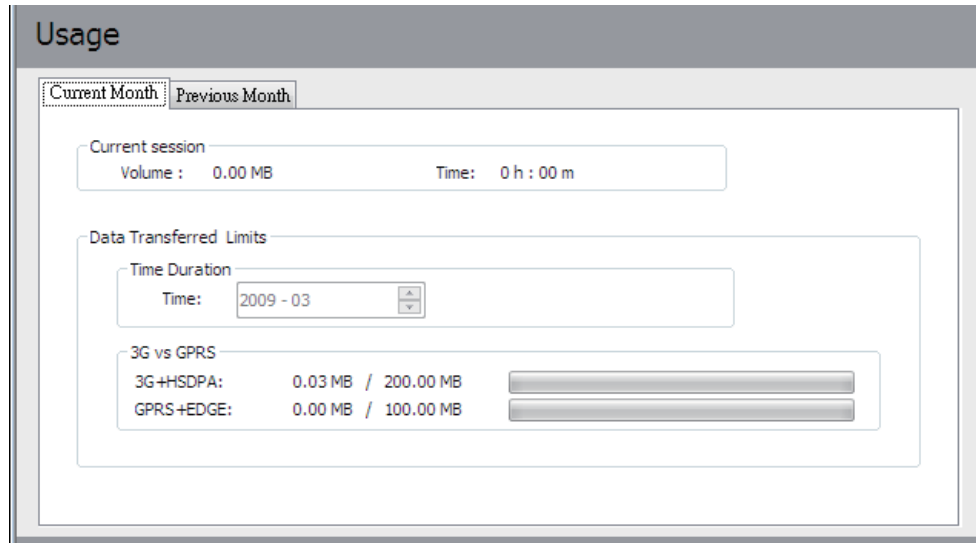 Usage
Current Month Previous Month
Current session
Volume : 0.00 MB Time: 0 h : 00 m
Data Transferred Limits
Time Duration
Time: 2009 - 03
3G vs GPRS
3G+HSDPA: 0.03 MB / 200.00 MB
GPRS+EDGE: 0.00 MB / 100.00 MB